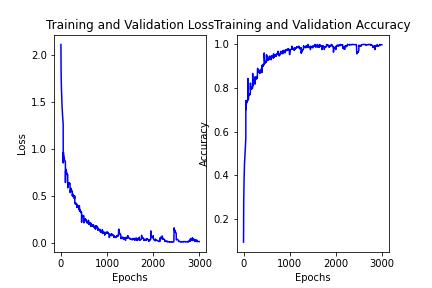 Training and Validation Loss
2.0
1.5
1.0
0.5
0.0
Loss
0 1000 2000 3000
Epochs
Training and Validation Accuracy
1.0
0.8
0.6
0.4
0.2
Accuracy
0 1000 2000 3000
Epochs